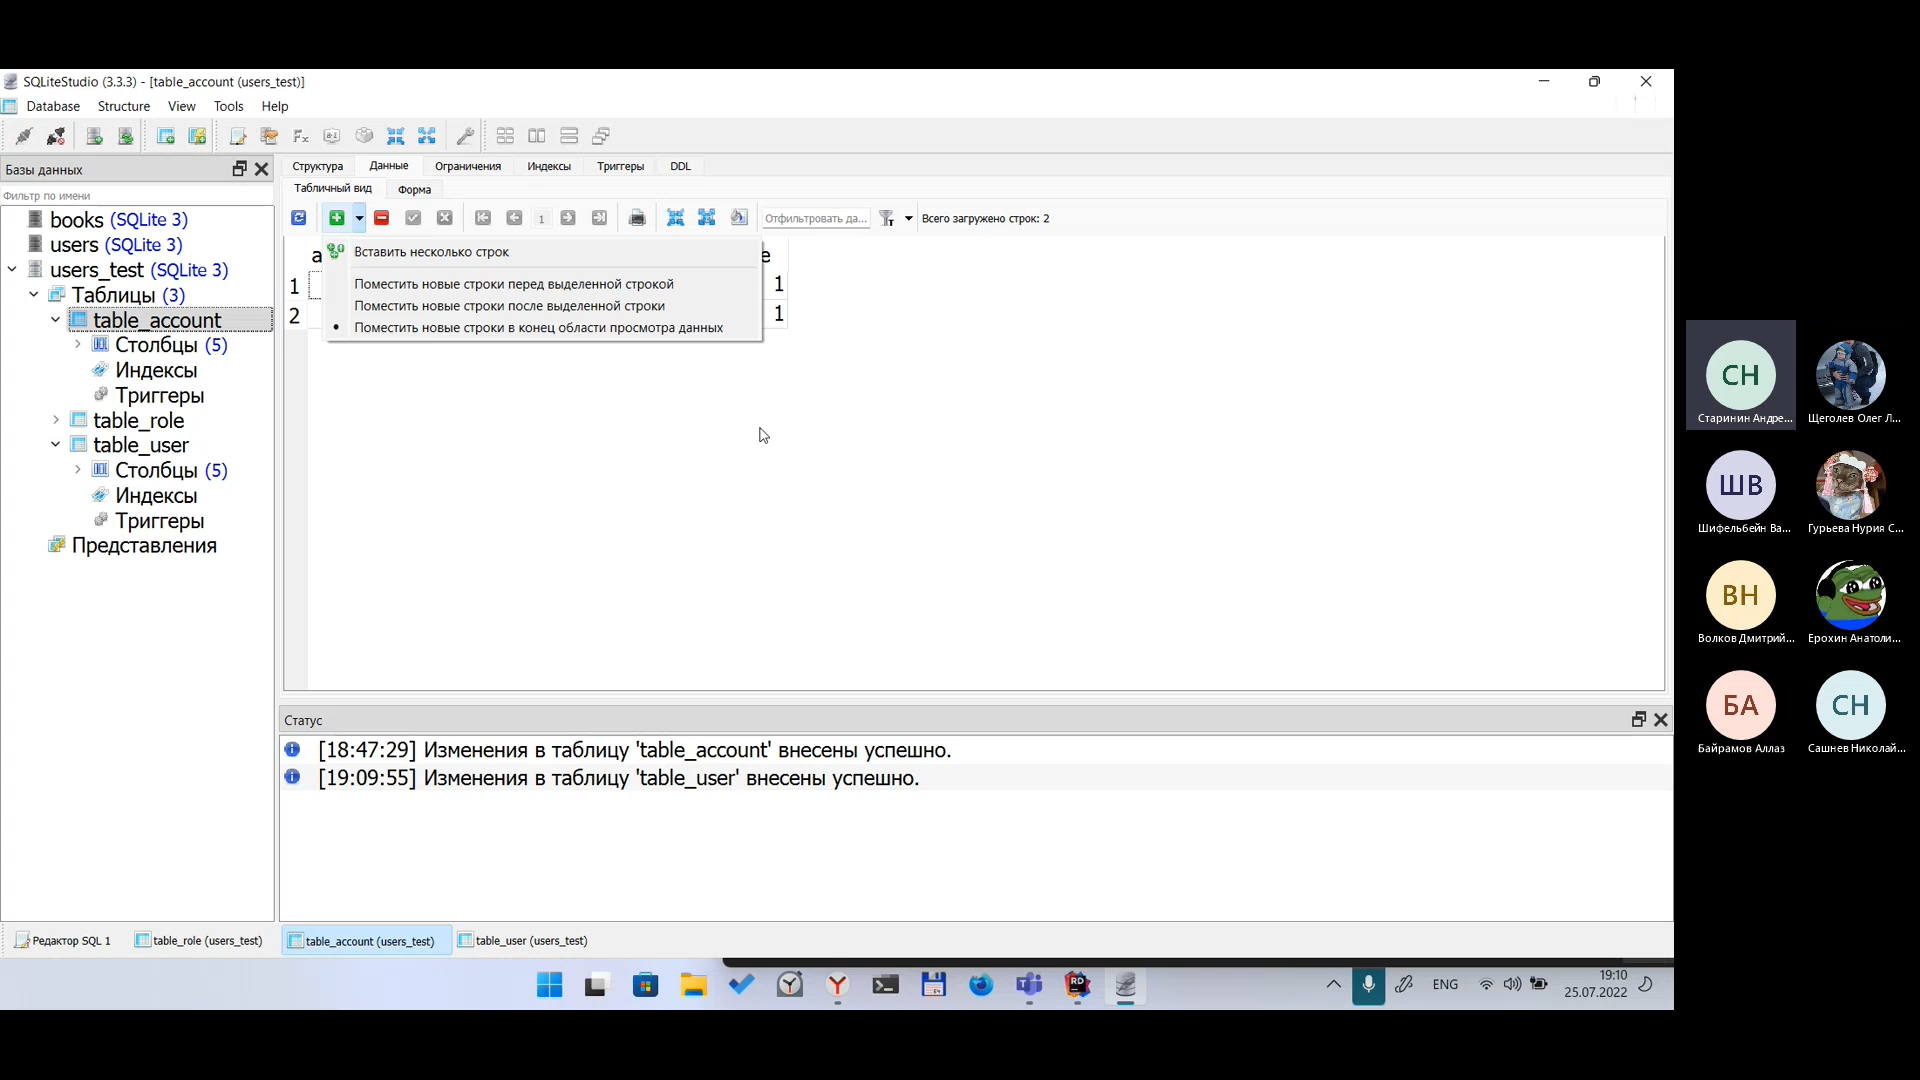 SQLiteStudio (3.3.3) - [table_account (users_test)]
Database Structure View Tools Help
Базы данных
Фильтр по имени
books (SQLite 3)
users (SQLite 3)
users_test (SQLite 3)
Таблицы (3)
table_account
Столбцы (5)
Индексы
Триггеры
table_role
table_user
Столбцы (5)
Индексы
Триггеры
Представления
Структура Данные Ограничения Индексы Триггеры DDL
Табличный вид Форма
1 Отфильтровать да... Всего загружено строк: 2
a e
Вставить несколько строк
Поместить новые строки перед выделенной строкой
Поместить новые строки после выделенной строки
Поместить новые строки в конец области просмотра данных
1 1
2 1
Статус
[18:47:29] Изменения в таблицу 'table_account' внесены успешно.
[19:09:55] Изменения в таблицу 'table_user' внесены успешно.
Редактор SQL 1 table_role (users_test) table_account (users_test) table_user (users_test)
ENG
19:10
25.07.2022
СН
Старинин Андре...
Щеголев Олег Л...
ШВ
Шифельбейн Ва...
Гурьева Нурия С...
ВН
Волков Дмитрий...
Ерохин Анатоли...
БА
Байрамов Аллаз
СН
Сашнев Николай...